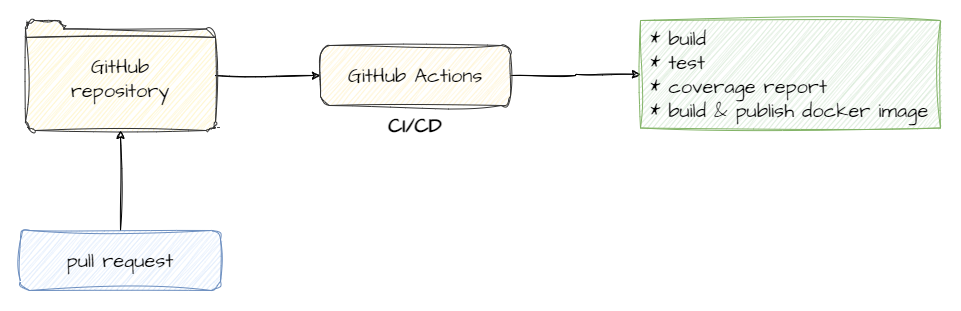 GitHub
repository
GitHub Actions
CI/CD
* build
* test
* coverage report
* build & publish docker image
pull request